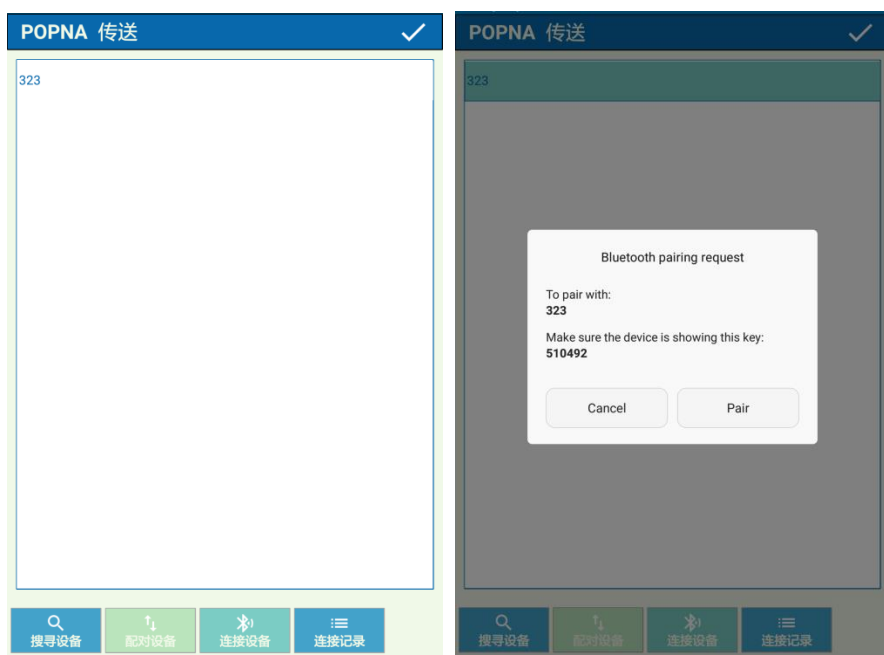 POPNA 传送
323
搜寻设备
配对设备
连接设备
连接记录
POPNA 传送
323
Bluetooth pairing request
To pair with:
323
Make sure the device is showing this key:
510492
Cancel
Pair
搜寻设备
配对设备
连接设备
连接记录